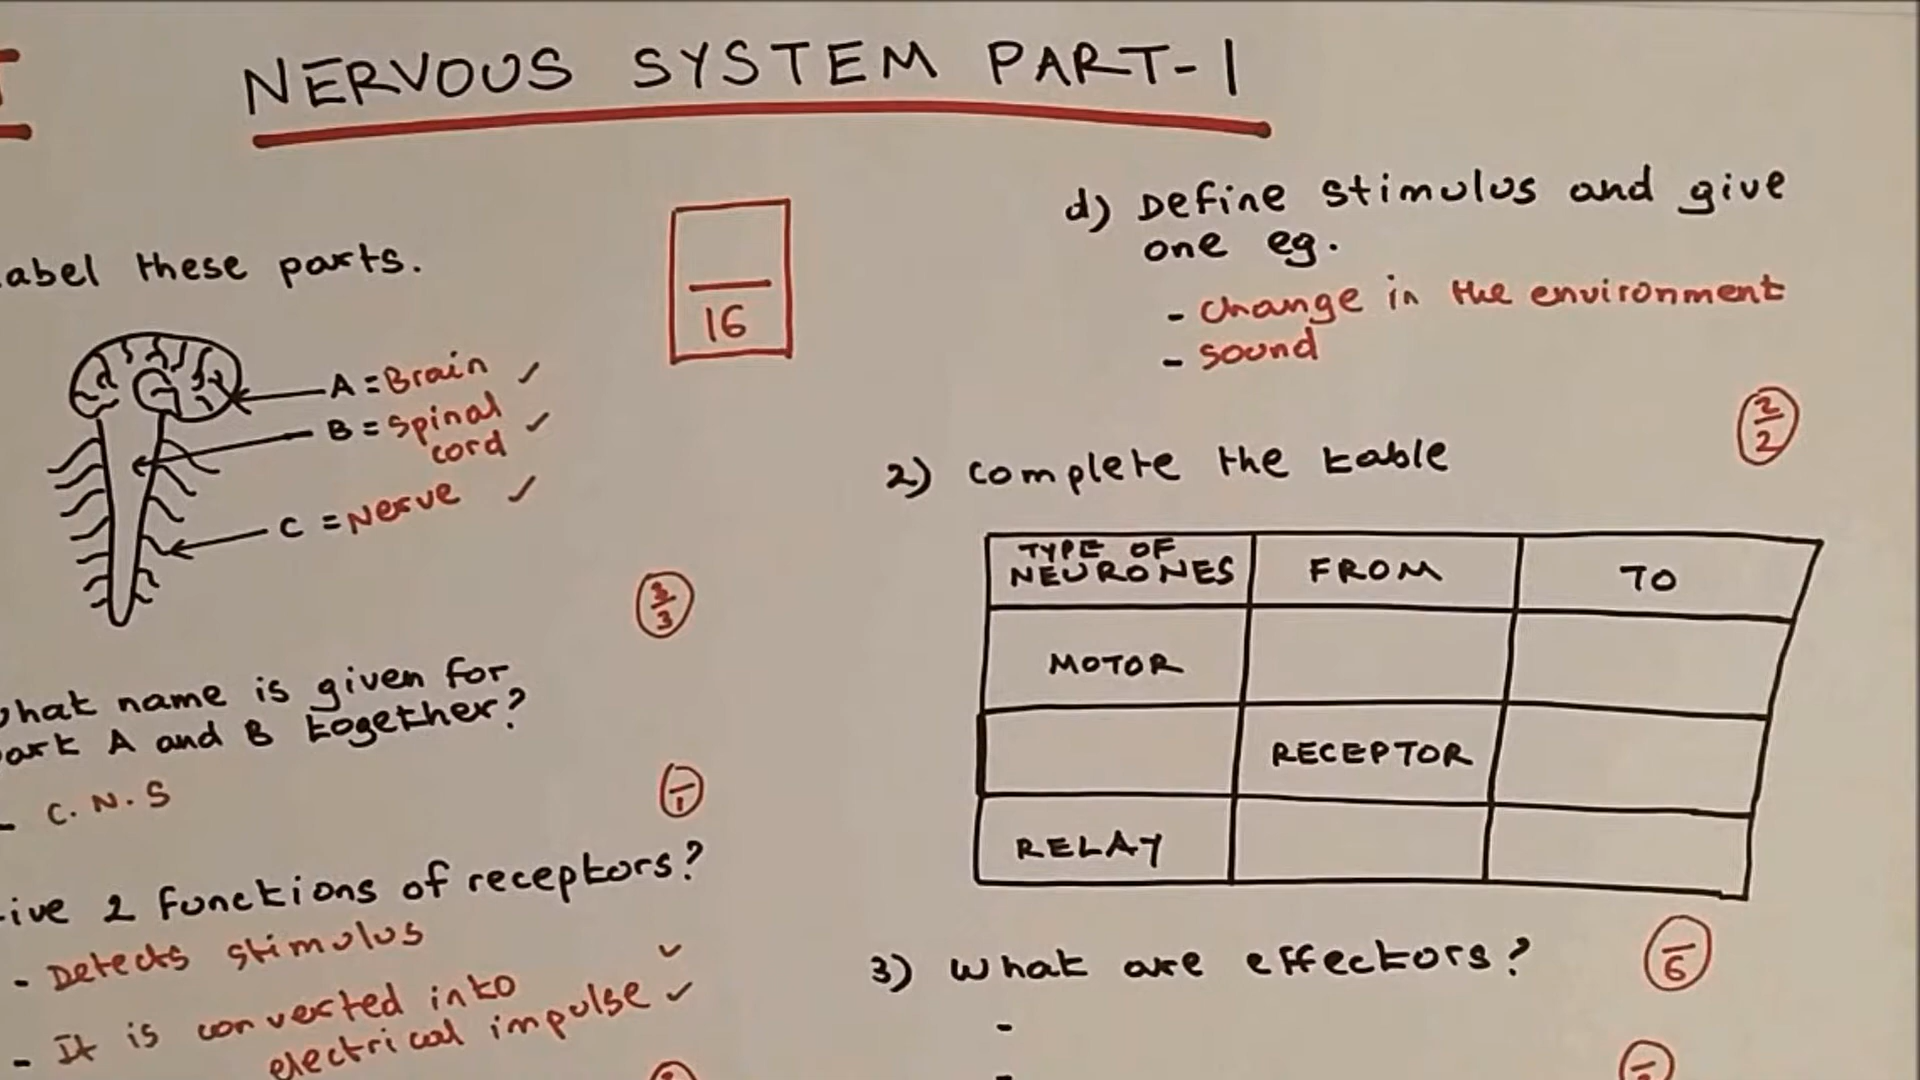 NERVOUS SYSTEM PART-1
abel these parts.
16
A = Brain
B = Spinal
cord
C = Nerve
3/3
hat name is given for
art A and B together?
- C.N.S
/1
ive 2 functions of receptors?
- Detects stimulus
- It is converted into
electrical impulse
d) Define stimulus and give
one eg.
- change in the environment
- sound
2/2
2) complete the table
TYPE OF
NEURONES
FROM
TO
MOTOR
RECEPTOR
RELAY
/6
3) what are effectors?
-
-